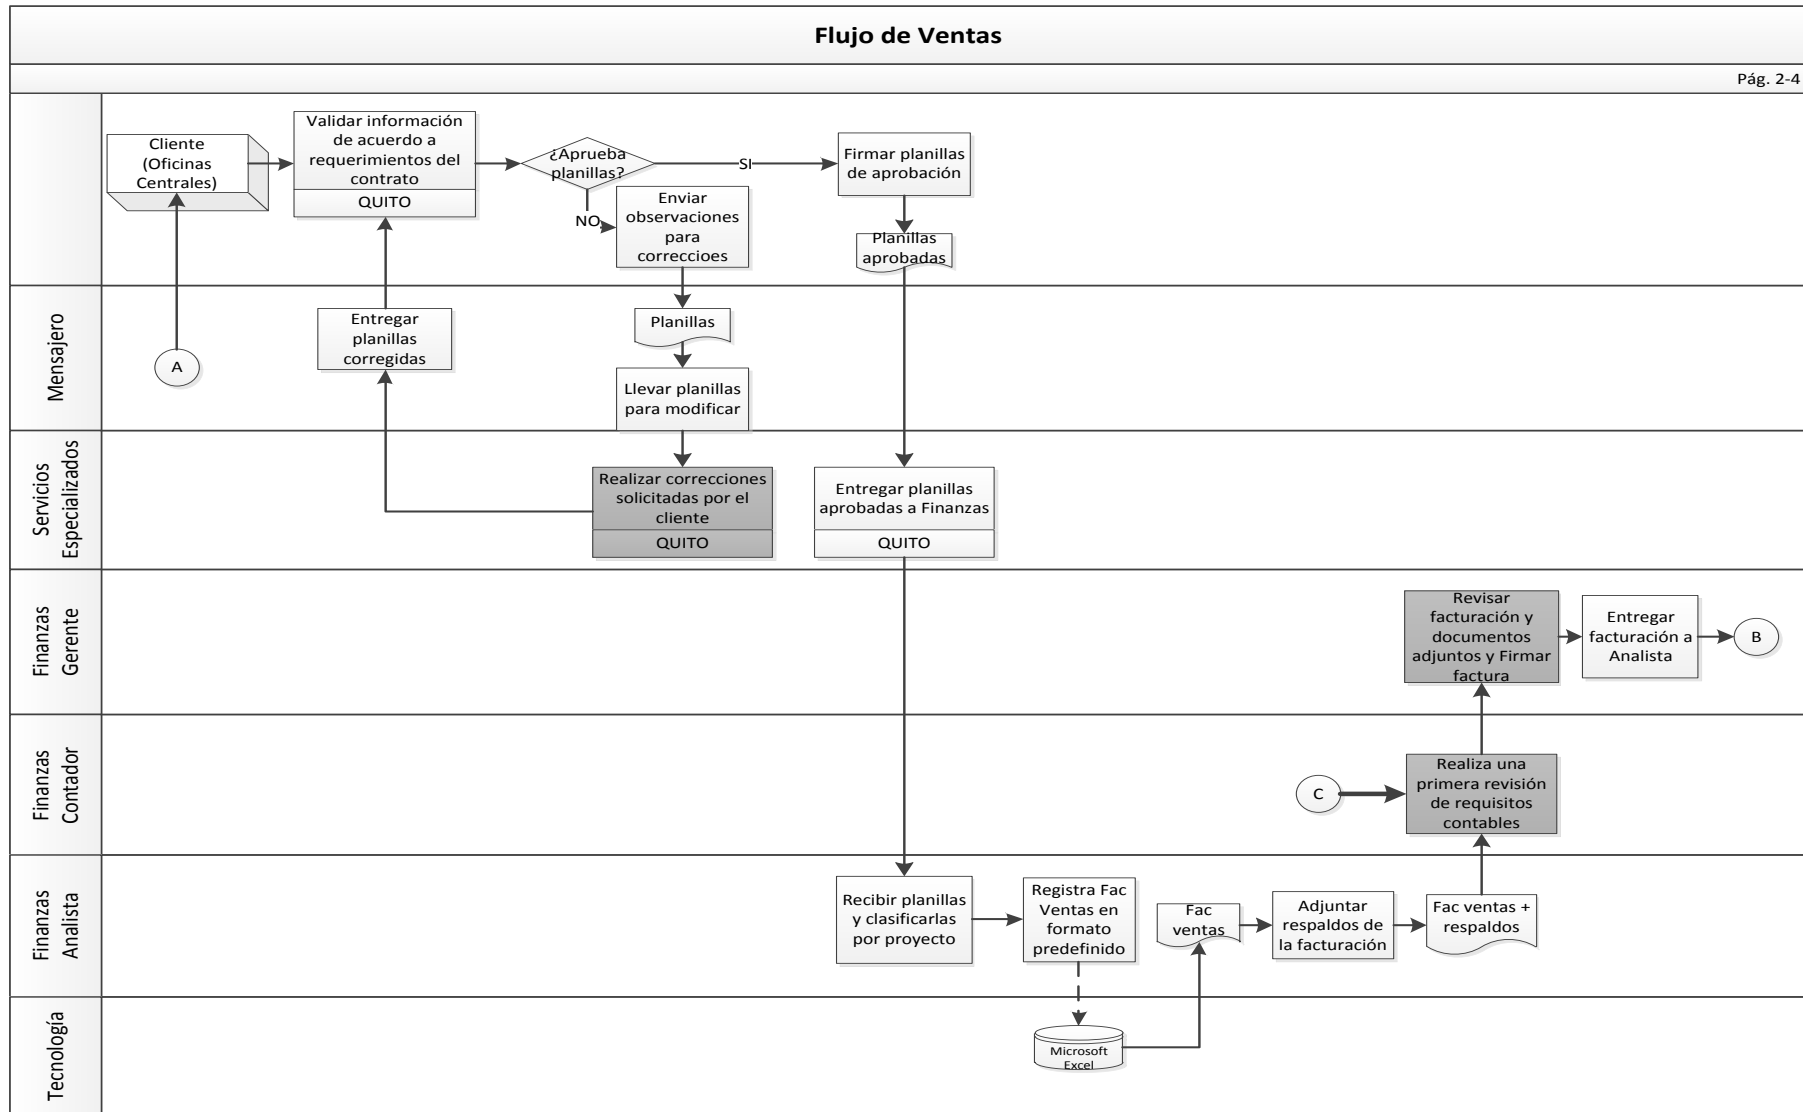 Flujo de Ventas
Pág. 2-4
Cliente
(Oficinas
Centrales)
Validar información
de acuerdo a
requerimientos del
contrato
QUITO
¿Aprueba
planillas?
SI
NO
Firmar planillas
de aprobación
Enviar
observaciones
para
correccioes
Planillas
aprobadas
Mensajero
A
Entregar
planillas
corregidas
Planillas
Llevar planillas
para modificar
Servicios
Especializados
Realizar correcciones
solicitadas por el
cliente
QUITO
Entregar planillas
aprobadas a Finanzas
QUITO
Finanzas
Gerente
Revisar
facturación y
documentos
adjuntos y Firmar
factura
Entregar
facturación a
Analista
B
Finanzas
Contador
C
Realiza una
primera revisión
de requisitos
contables
Finanzas
Analista
Recibir planillas
y clasificarlas
por proyecto
Registra Fac
Ventas en
formato
predefinido
Fac
ventas
Adjuntar
respaldos de
la facturación
Fac ventas +
respaldos
Tecnología
Microsoft
Excel